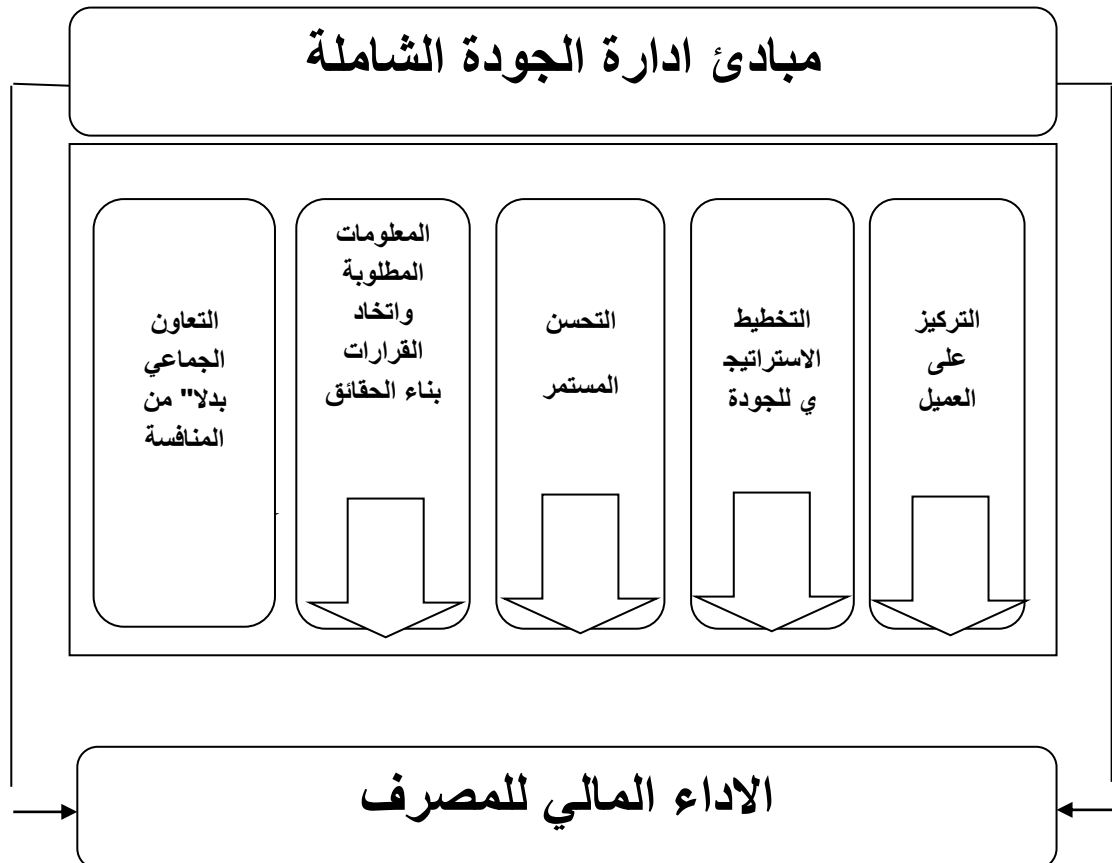 مبادئ ادارة الجودة الشاملة
التركيز
على
العميل
التخطيط
الاستراتيج
ي للجودة
التحسن
المستمر
المعلومات
المطلوبة
واتخاد
القرارات
بناء الحقائق
التعاون
الجماعي
بدلا" من
المنافسة
الاداء المالي للمصرف